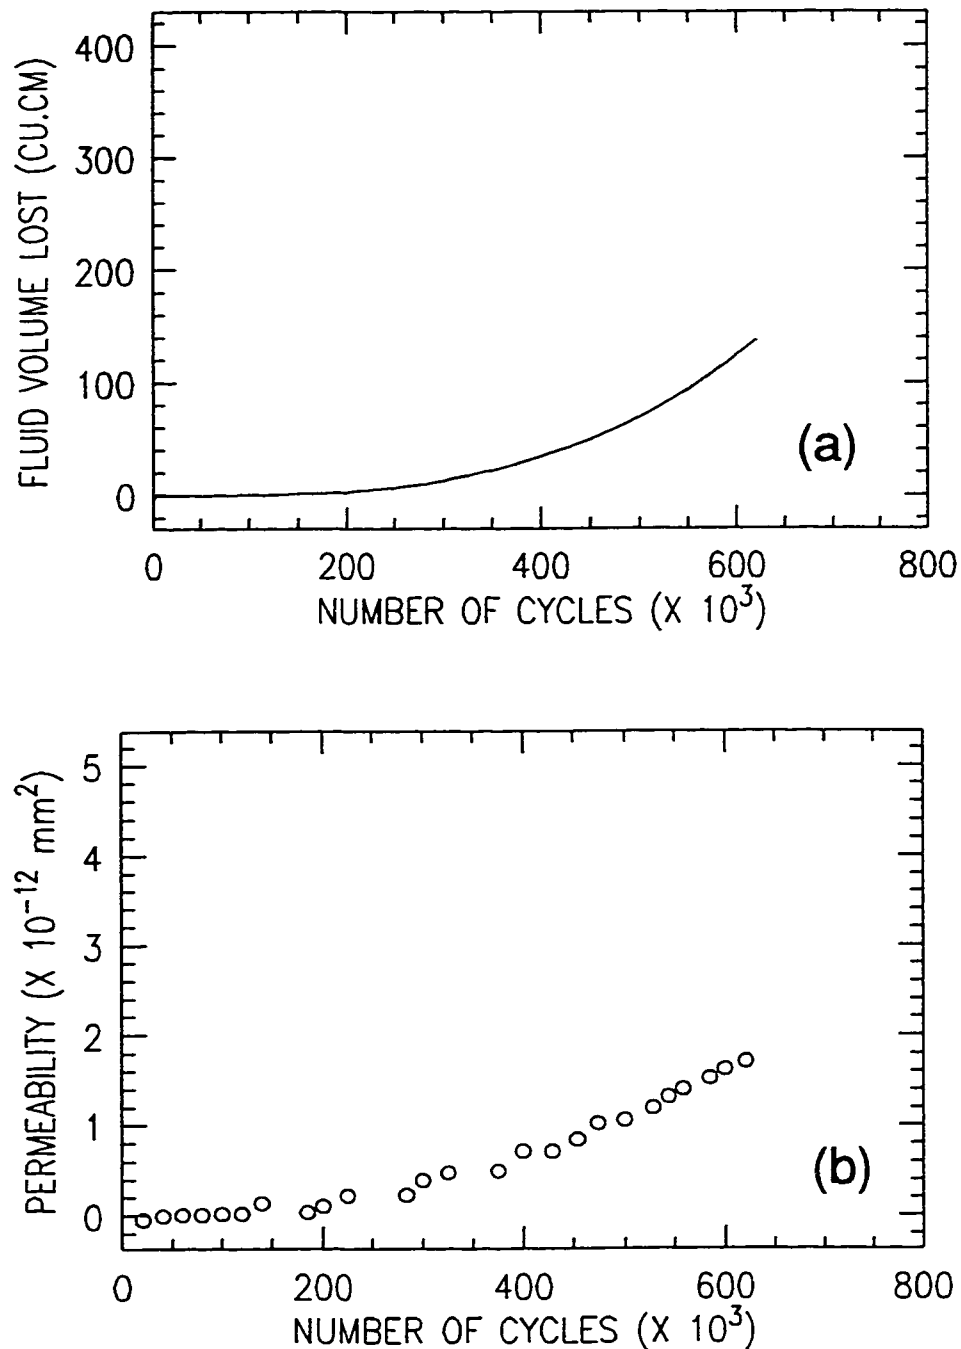 400
300
200
100
0
FLUID VOLUME LOST (CU.CM)
(a)
0 200 400 600 800
NUMBER OF CYCLES (X 10³)
5
4
3
2
1
0
PERMEABILITY (X 10⁻¹² mm²)
(b)
0 200 400 600 800
NUMBER OF CYCLES (X 10³)